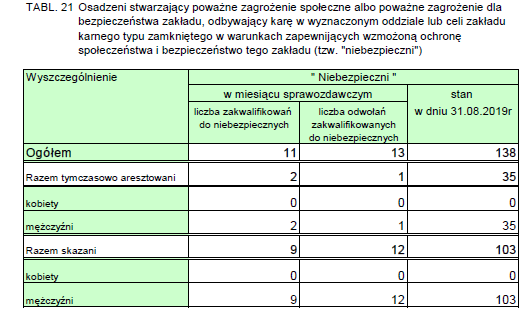 TABL. 21 Osadzeni stwarzający poważne zagrożenie społeczne albo poważne zagrożenie dla
bezpieczeństwa zakładu, odbywający karę w wyznaczonym oddziale lub celi zakładu
karnego typu zamkniętego w warunkach zapewnijących wzmożoną ochronę
społeczeństwa i bezpieczeństwo tego zakładu (tzw. "niebezpieczni")
Wyszczególnienie " Niebezpieczni "
w miesiącu sprawozdawczym stan
w dniu 31.08.2019r
liczba zakwalifikowań
do niebezpiecznych
liczba odwołań
zakwalifikowanych
do niebezpiecznych
Ogółem 11 13 138
Razem tymczasowo aresztowani 2 1 35
kobiety 0 0 0
mężczyźni 2 1 35
Razem skazani 9 12 103
kobiety 0 0 0
mężczyźni 9 12 103